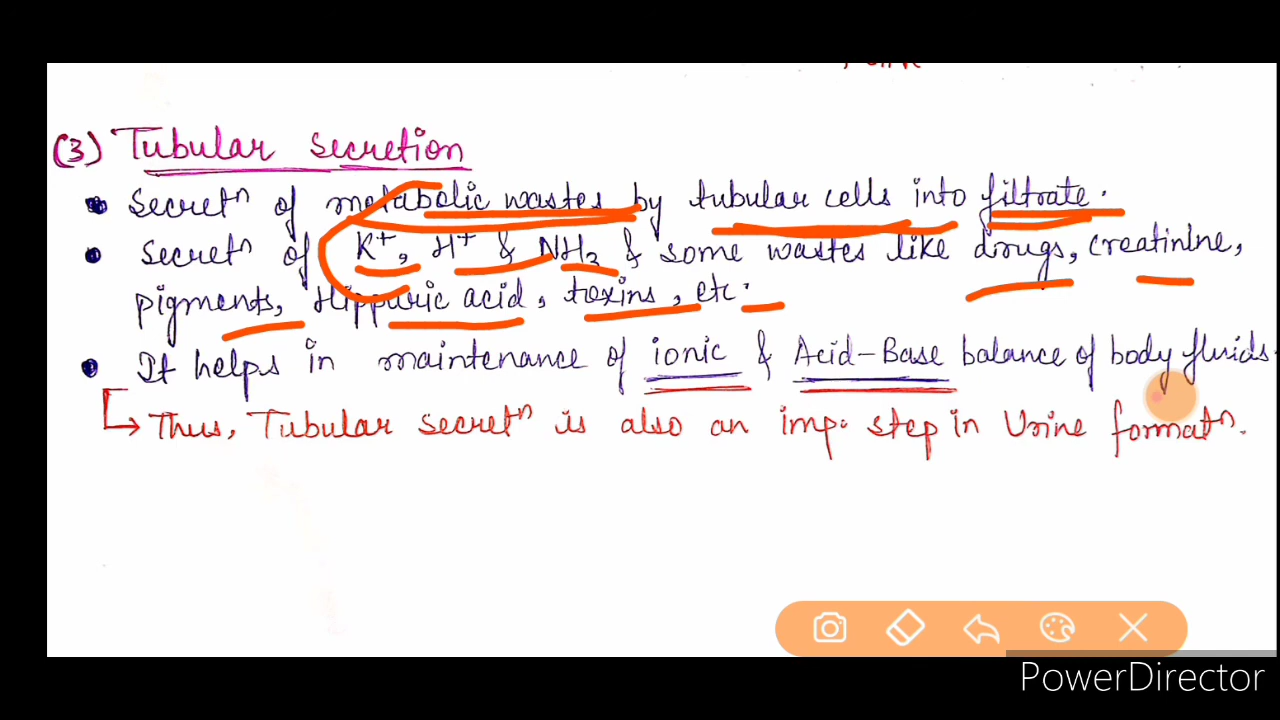 (3) Tubular secretion
• Secretⁿ of metabolic wastes by tubular cells into filtrate.
• Secretⁿ of K⁺, H⁺ & NH₃ & some wastes like drugs, creatinine,
pigments, Hippuric acid, toxins, etc.
• It helps in maintenance of ionic & Acid-Base balance of body fluids.
↳ Thus, Tubular secretⁿ is also an imp. step in Urine formatⁿ.
PowerDirector